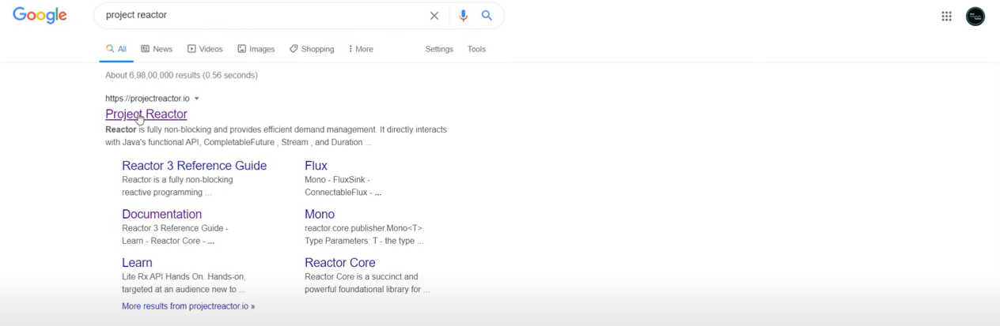 Google
project reactor
All News Videos Images Shopping More Settings Tools
About 6,98,00,000 results (0.56 seconds)
https://projectreactor.io
Project Reactor
Reactor is fully non-blocking and provides efficient demand management. It directly interacts
with Java's functional API, CompletableFuture , Stream , and Duration ...
Reactor 3 Reference Guide
Reactor is a fully non-blocking
reactive programming ...
Flux
Mono - FluxSink -
ConnectableFlux - ...
Documentation
Reactor 3 Reference Guide -
Learn - Reactor Core - ...
Mono
reactor.core.publisher.Mono<T>.
Type Parameters: T - the type ...
Learn
Lite Rx API Hands On. Hands-on,
targeted at an audience new to ...
Reactor Core
Reactor Core is a succinct and
powerful foundational library for ...
More results from projectreactor.io »